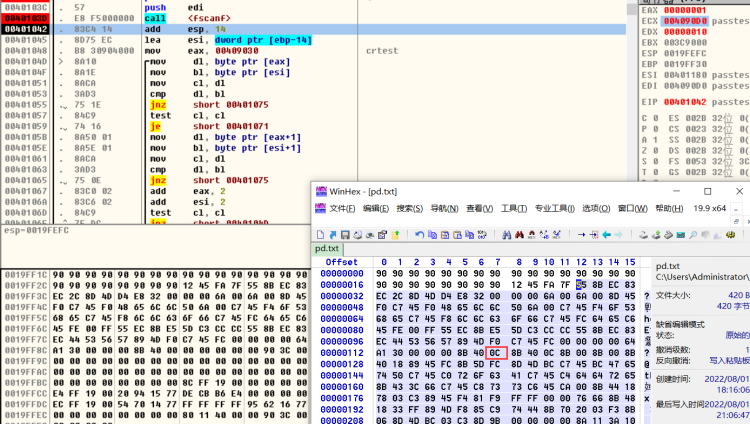 0040103C . 57 push edi
0040103D . E8 F5000000 call <fscanf>
00401042 . 83C4 14 add esp, 14
00401045 . 8D75 EC lea esi, dword ptr [ebp-14]
00401048 . B8 30904000 mov eax, 00409030 crtest
0040104D > 8A10 mov dl, byte ptr [eax]
0040104F . 8A1E mov bl, byte ptr [esi]
00401051 . 8ACA mov cl, dl
00401053 . 3AD3 cmp dl, bl
00401055 . 75 1E jnz short 00401075
00401057 . 84C9 test cl, cl
00401059 . 74 16 je short 00401071
0040105B . 8A50 01 mov dl, byte ptr [eax+1]
0040105E . 8A5E 01 mov bl, byte ptr [esi+1]
00401061 . 8ACA mov cl, dl
00401063 . 3AD3 cmp dl, bl
00401065 . 75 0E jnz short 00401075
00401067 . 83C0 02 add eax, 2
0040106A . 83C6 02 add esi, 2
0040106D . 84C9 test cl, cl
esp=0019FEFC
EAX 00000001
ECX 004090D0 passtes
EDX 00000010
EBX 003C9000
ESP 0019FEFC
EBP 0019FF30
ESI 00401180 passtes
EDI 004090D0 passtes
EIP 00401042 passtes
C 0 ES 002B 32位 0(
P 0 CS 0023 32位 0(
A 1 SS 002B 32位 0(
Z 0 DS 002B 32位 0(
S 0 FS 0053 32位 3C
T 0 GS 002B 32位 0(
0019FF1C 90 90 90 90 90 90 90 90 90 90 90 90 90 90 90 90
0019FF2C 90 90 90 90 90 90 90 90 12 45 FA 7F 55 8B EC 83
0019FF3C EC 2C 8D 4D D4 E8 32 00 00 00 6A 00 6A 00 8D 45
0019FF4C F0 C7 45 F0 48 65 6C 6C 50 6A 00 C7 45 F4 6F 53
0019FF5C 68 65 C7 45 F8 6C 6C 63 6F 66 C7 45 FC 64 65 C6
0019FF6C 45 FE 00 FF 55 EC 8B E5 5D C3 CC CC 55 8B EC 83
0019FF7C EC 44 53 56 57 89 4D F0 C7 45 FC 00 00 00 00 64
0019FF8C A1 30 00 00 00 8B 40 00 00 00 00 00 00 90 3C 00
0019FF9C 00 00 00 00 00 00 00 00 00 00 00 00 00 00 00 00
0019FFAC 00 00 00 00 00 00 00 00 00 00 00 00 00 00 00 00
0019FFBC 00 00 00 00 00 00 00 00 8C FF 19 00 00 00 00 00
0019FFCC E4 FF 19 00 20 94 15 77 DE CB B6 E4 00 00 00 00
0019FFDC EC FF 19 00 54 70 14 77 FF FF FF FF 95 62 16 77
0019FFEC 00 00 00 00 00 00 00 00 80 11 40 00 00 90 3C 00
WinHex - [pd.txt]
文件(F) 编辑(E) 搜索(S) 导航(N) 查看(V) 工具(T) 专业工具(I) 选项(O) 窗口(W) 帮助(H) 19.9 x64
pd.txt
Offset 0 1 2 3 4 5 6 7 8 9 10 11 12 13 14 15
00000000 90 90 90 90 90 90 90 90 90 90 90 90 90 90 90 90
00000016 90 90 90 90 90 90 90 90 12 45 FA 7F 55 8B EC 83
00000032 EC 2C 8D 4D D4 E8 32 00 00 00 6A 00 6A 00 8D 45
00000048 F0 C7 45 F0 48 65 6C 6C 50 6A 00 C7 45 F4 6F 53
00000064 68 65 C7 45 F8 6C 6C 63 6F 66 C7 45 FC 64 65 C6
00000080 45 FE 00 FF 55 EC 8B E5 5D C3 CC CC 55 8B EC 83
00000096 EC 44 53 56 57 89 4D F0 C7 45 FC 00 00 00 00 64
00000112 A1 30 00 00 00 8B 40 0C 8B 40 0C 8B 00 8B 00 8B
00000128 40 18 89 45 FC 8B 5D FC 8D 4D BC C7 45 BC 47 65
00000144 74 50 C7 45 C0 72 6F 63 41 C7 45 C4 64 64 72 65
00000160 8B 43 3C 66 C7 45 C8 73 73 C6 45 CA 00 8B 44 18
00000176 78 03 C3 89 45 F4 81 F9 FF FF 00 00 76 66 8B 48
00000192 18 33 FF 89 4D F8 85 C9 74 44 8B 70 20 03 F3 8B
00000208 06 8D 4D BC 03 C3 8D 9B 00 00 00 00 8A 11 3A 10
pd.txt
C:\Users\Administrator\
文件大小: 420 B
420 字节
缺省编辑模式
状态: 原始的
撤消级数: 1
反向撤消: 写入粘贴板
创建时间: 2022/08/01
18:16:06
最后写入时间: 2022/08/01
21:06:47